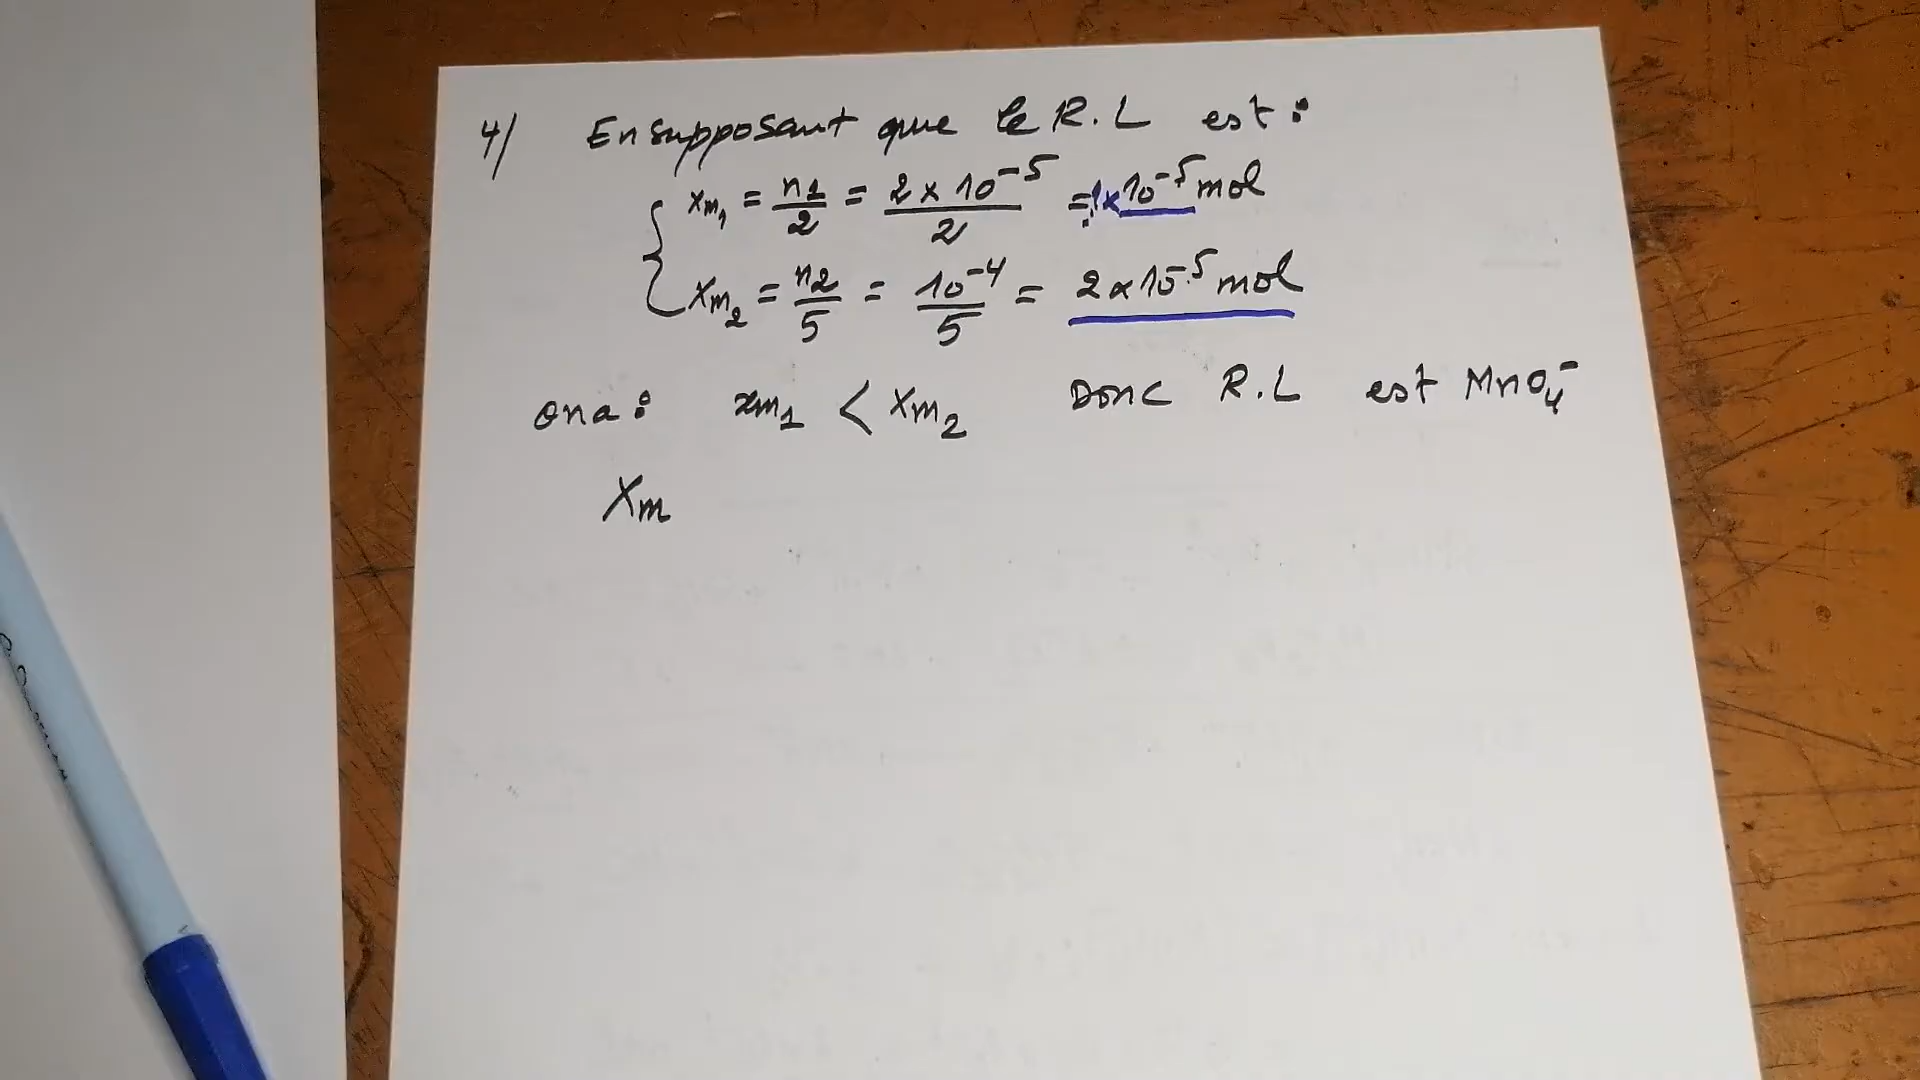 4/ En supposant que le R.L est :
xm₁ = n1/2 = 2 × 10⁻⁵/2 = 1×10⁻⁵ mol
xm₂ = n2/5 = 10⁻⁴/5 = 2×10⁻⁵ mol
ona : xm1 < xm2 Donc R.L est MnO₄⁻
Xm